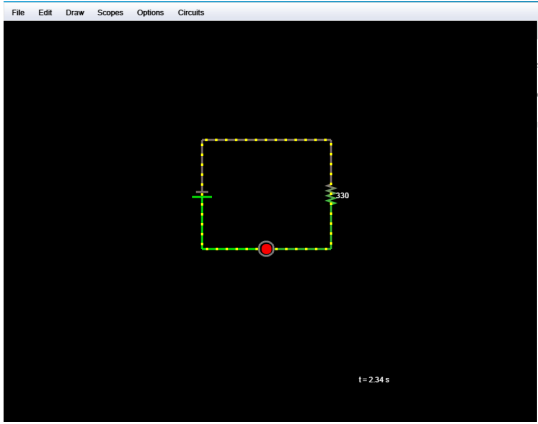 File Edit Draw Scopes Options Circuits
330
t = 2.34 s